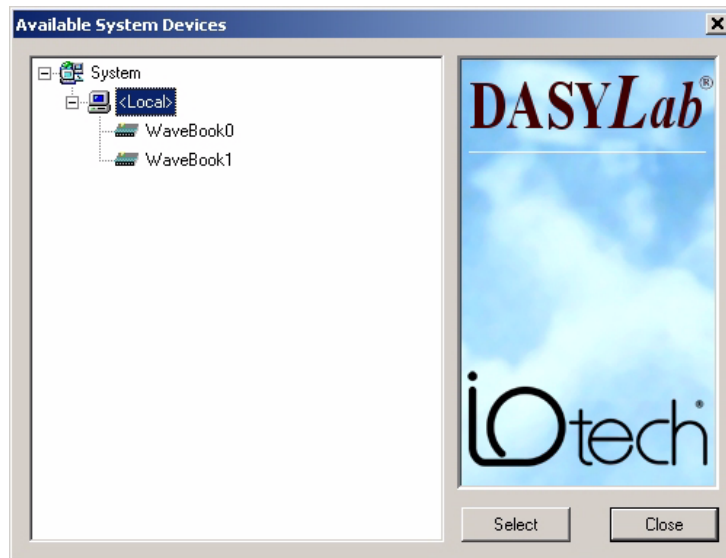 Available System Devices
System
<Local>
WaveBook0
WaveBook1
DASYLab®
iOtech®
Select
Close